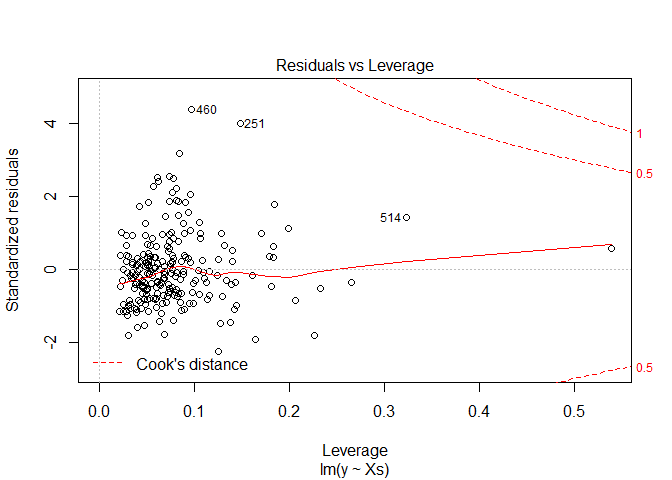 Residuals vs Leverage
Standardized residuals
4
2
0
-2
460
251
514
1
0.5
0.5
Cook's distance
0.0 0.1 0.2 0.3 0.4 0.5
Leverage
lm(y ~ Xs)